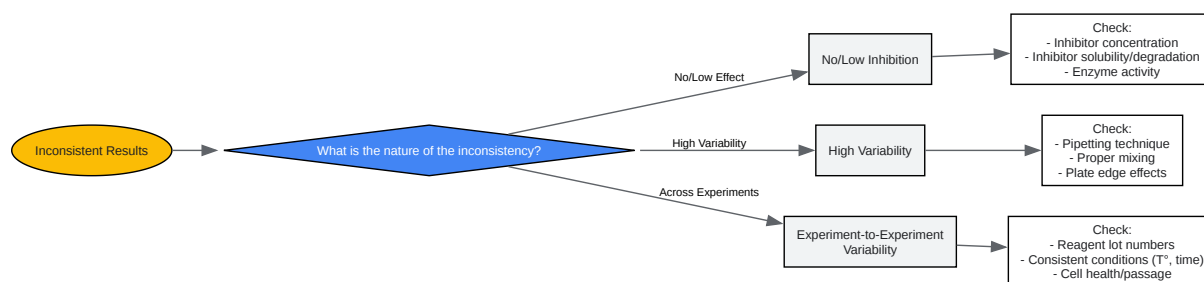 Inconsistent Results
What is the nature of the inconsistency?
No/Low Effect
High Variability
Across Experiments
No/Low Inhibition
High Variability
Experiment-to-Experiment
Variability
Check:
- Inhibitor concentration
- Inhibitor solubility/degradation
- Enzyme activity
Check:
- Pipetting technique
- Proper mixing
- Plate edge effects
Check:
- Reagent lot numbers
- Consistent conditions (T°, time)
- Cell health/passage